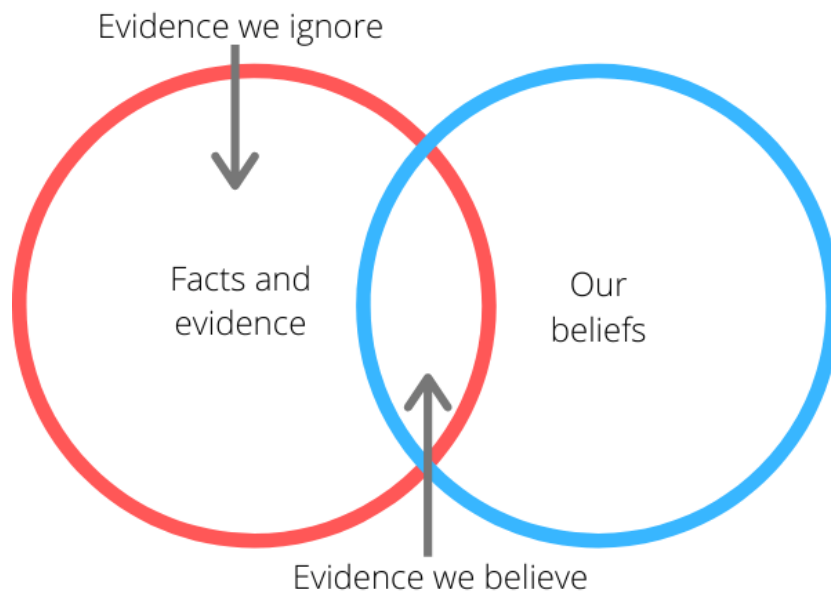 Evidence we ignore
Facts and
evidence
Our
beliefs
Evidence we believe